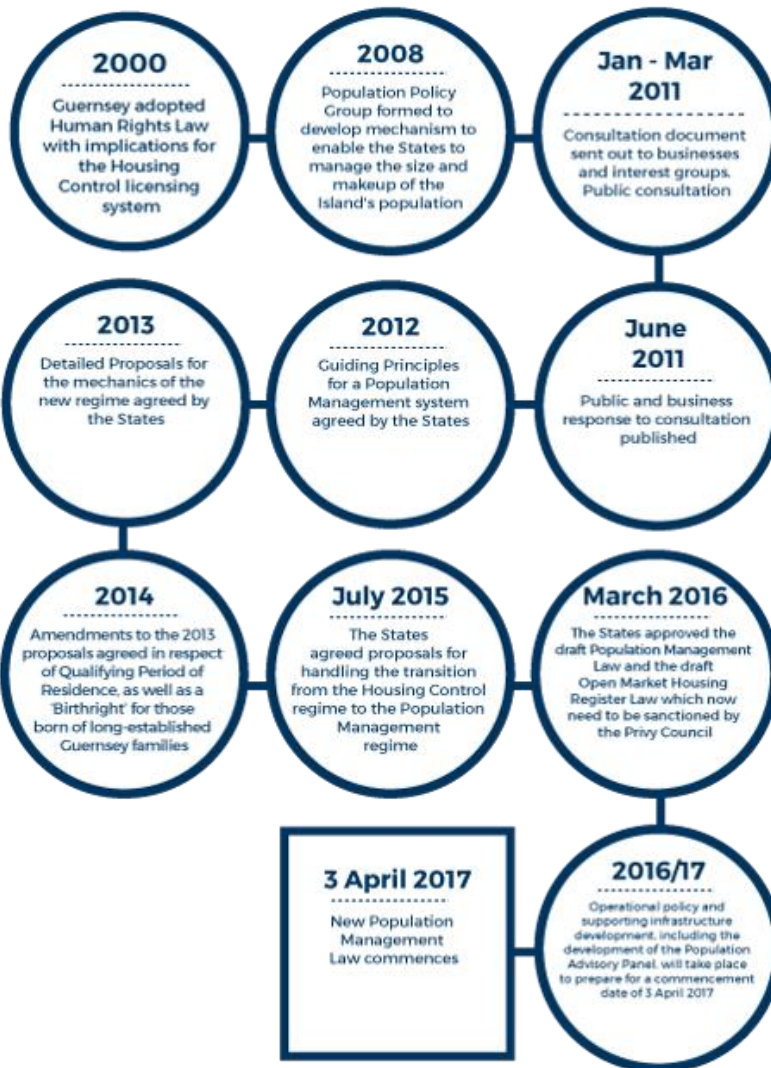 2000
Guernsey adopted
Human Rights Law
with implications for
the Housing
Control licensing
system
2008
Population Policy
Group formed to
develop mechanism to
enable the States to
manage the size and
makeup of the
Island's population
Jan - Mar
2011
Consultation document
sent out to businesses
and interest groups.
Public consultation
June
2011
Public and business
response to consultation
published
2012
Guiding Principles
for a Population
Management system
agreed by the States
2013
Detailed Proposals for
the mechanics of the
new regime agreed by
the States
2014
Amendments to the 2013
proposals agreed in respect
of Qualifying Period of
Residence, as well as a
'Birthright' for those
born of long-established
Guernsey families
July 2015
The States
agreed proposals for
handling the transition
from the Housing Control
regime to the Population
Management
regime
March 2016
The States approved the
draft Population Management
Law and the draft
Open Market Housing
Register Law which now
need to be sanctioned by
the Privy Council
2016/17
Operational policy and
supporting infrastructure
development, including the
development of the Population
Advisory Panel, will take place
to prepare for a commencement
date of 3 April 2017
3 April 2017
New Population
Management
Law commences